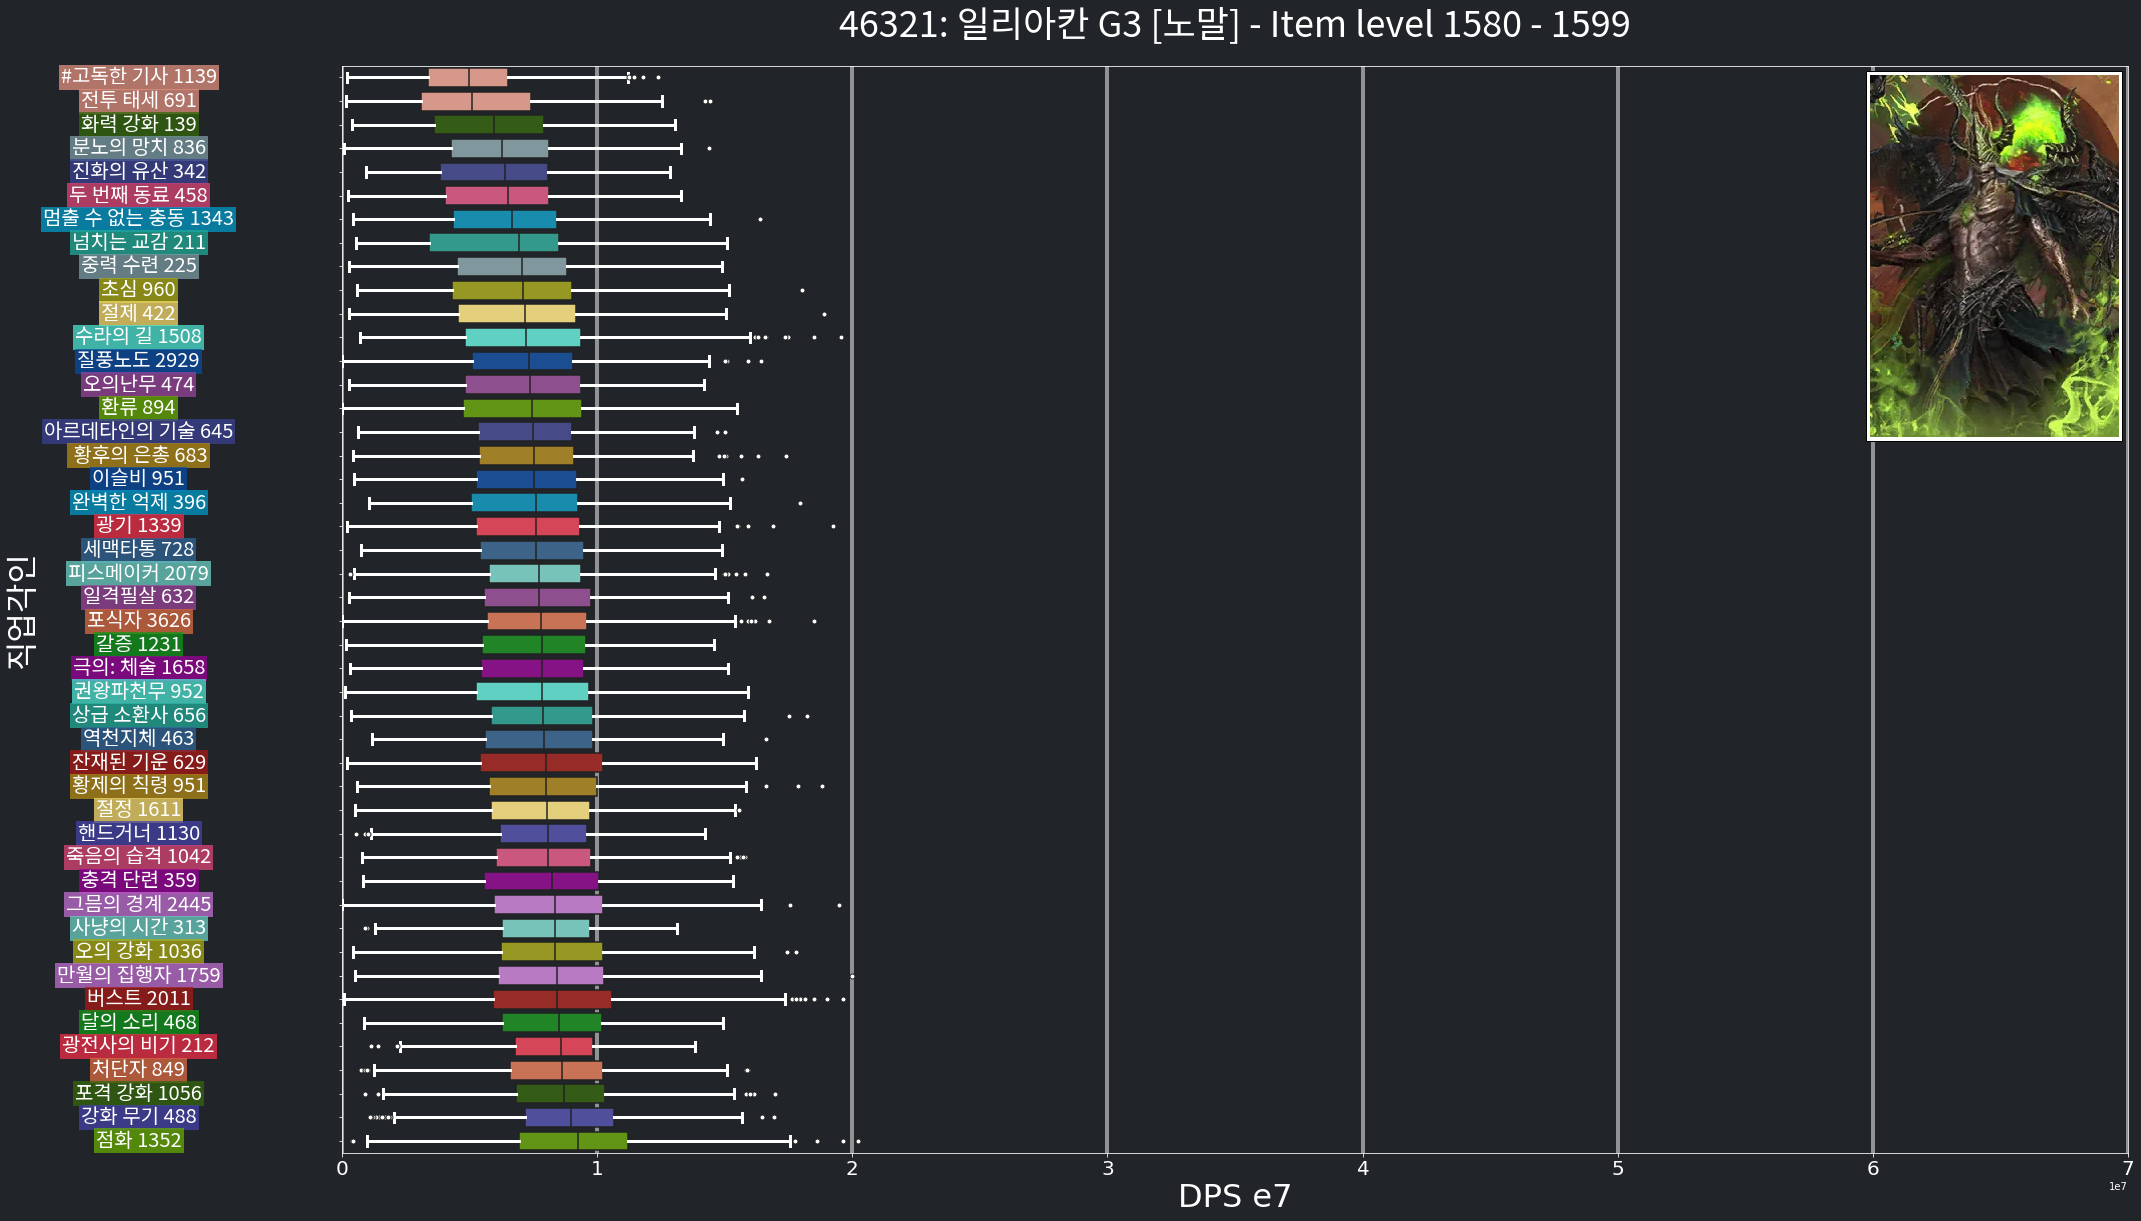 46321: 일리아칸 G3 [노말] - Item level 1580 - 1599
#고독한 기사 1139
전투 태세 691
화력 강화 139
분노의 망치 836
진화의 유산 342
두 번째 동료 458
멈출 수 없는 충동 1343
넘치는 교감 211
중력 수련 225
초심 960
절제 422
수라의 길 1508
질풍노도 2929
오의난무 474
환류 894
아르데타인의 기술 645
황후의 은총 683
이슬비 951
완벽한 억제 396
광기 1339
세맥타통 728
피스메이커 2079
일격필살 632
포식자 3626
갈증 1231
극의: 체술 1658
권왕파천무 952
상급 소환사 656
역천지체 463
잔재된 기운 629
황제의 칙령 951
절정 1611
핸드거너 1130
죽음의 습격 1042
충격 단련 359
그믐의 경계 2445
사냥의 시간 313
오의 강화 1036
만월의 집행자 1759
버스트 2011
달의 소리 468
광전사의 비기 212
처단자 849
포격 강화 1056
강화 무기 488
점화 1352
직업각인
0 1 2 3 4 5 6 7
1e7
DPS e7